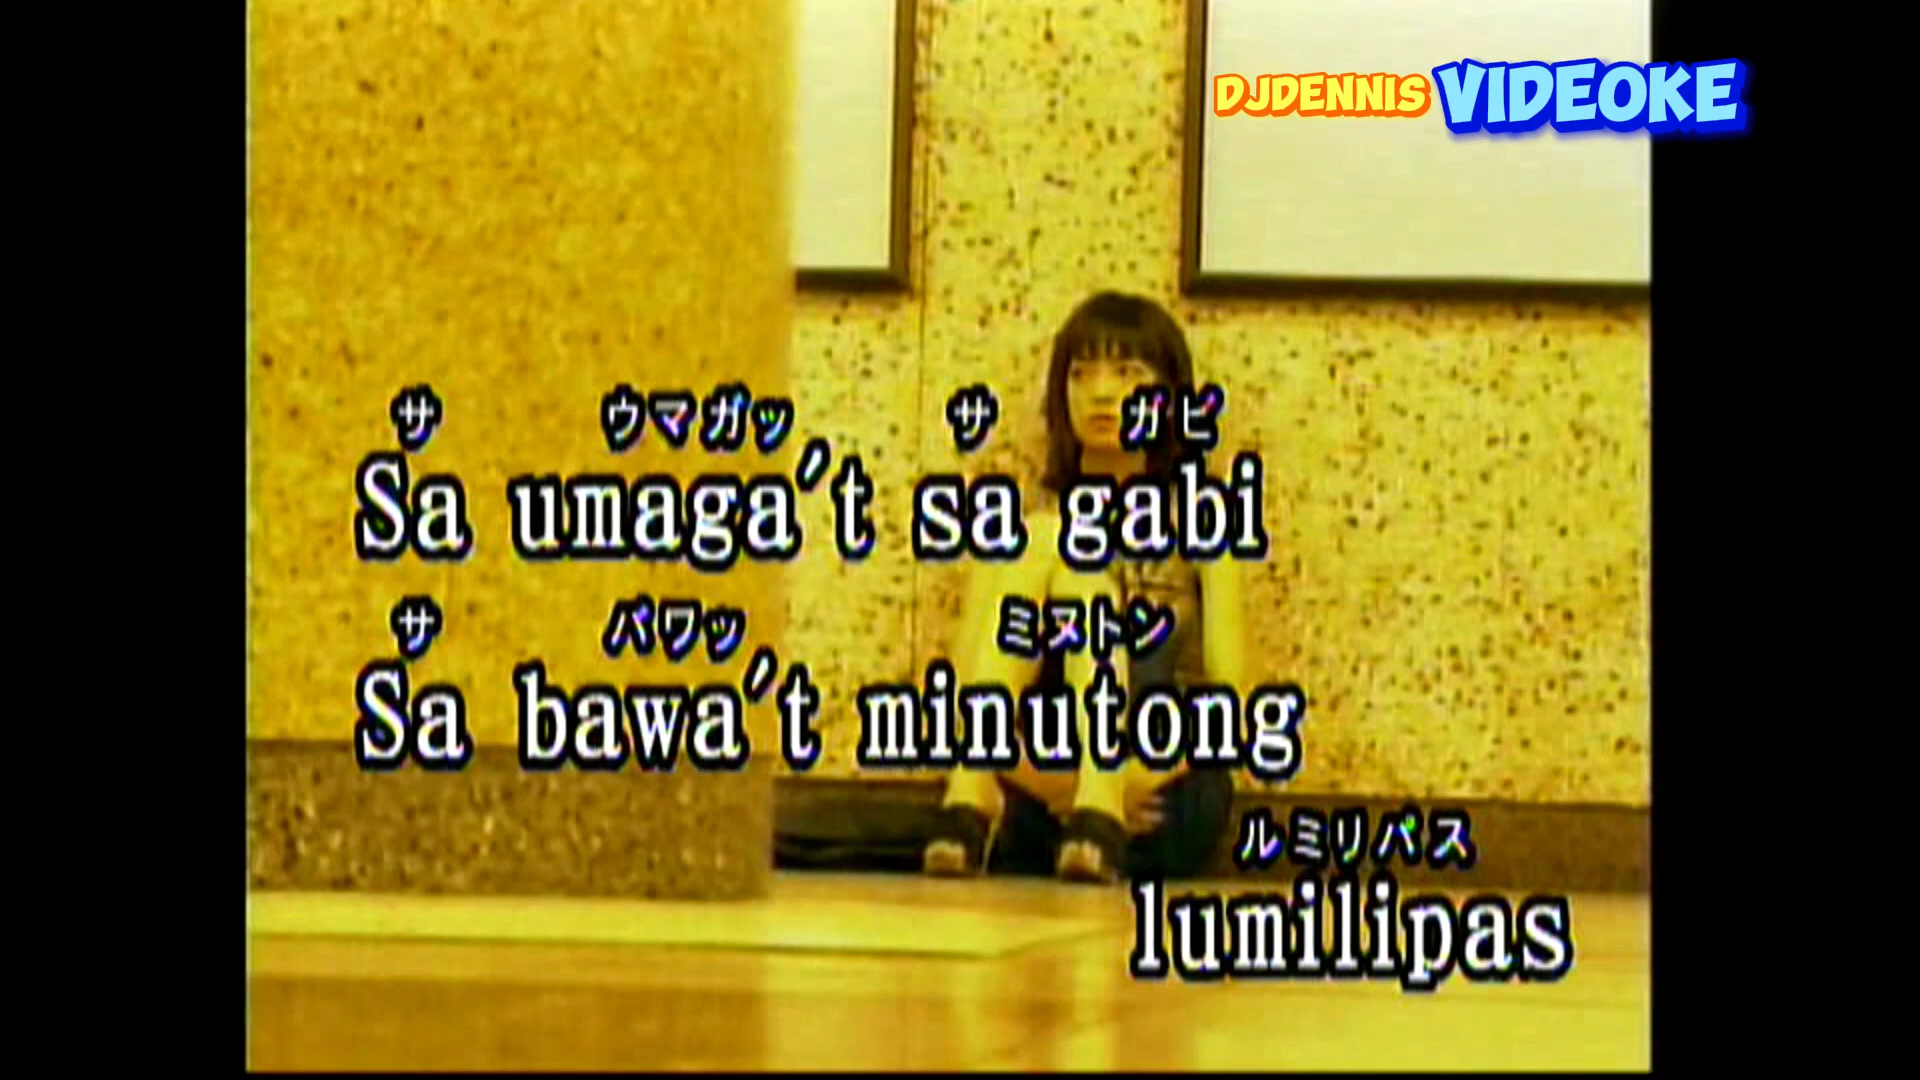 DJDENNIS VIDEOKE
サ ウマガッ サ ガビ
Sa umaga't sa gabi
サ バワッ ミヌトン
Sa bawa't minutong
ルミリパス
lumilipas